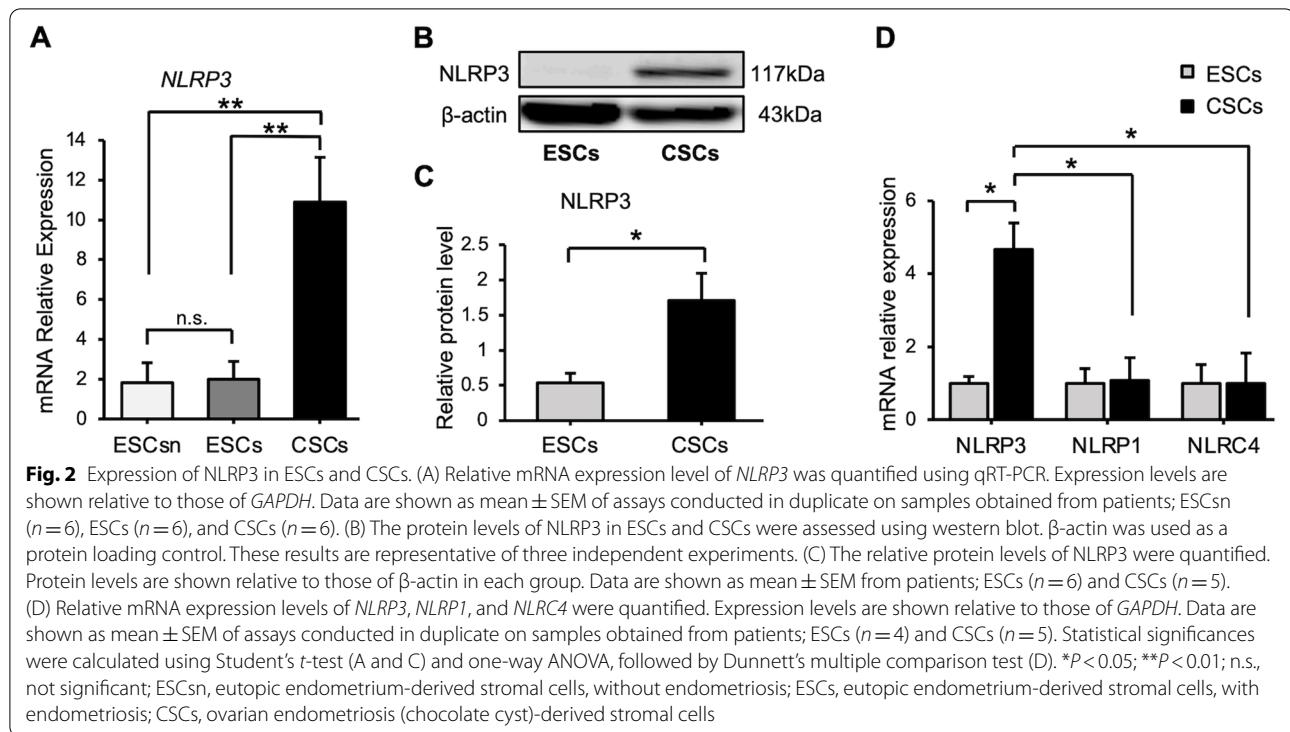 A
NLRP3
**
**
n.s.
mRNA Relative Expression
14
12
10
8
6
4
2
0
ESCsn ESCs CSCs
B
NLRP3 117kDa
β-actin 43kDa
ESCs CSCs
C
NLRP3
*
Relative protein level
2.5
2
1.5
1
0.5
0
ESCs CSCs
D
ESCs
CSCs
*
*
*
mRNA relative expression
6
4
2
0
NLRP3 NLRP1 NLRC4
Fig. 2 Expression of NLRP3 in ESCs and CSCs. (A) Relative mRNA expression level of NLRP3 was quantified using qRT-PCR. Expression levels are
shown relative to those of GAPDH. Data are shown as mean ± SEM of assays conducted in duplicate on samples obtained from patients; ESCsn
(n = 6), ESCs (n = 6), and CSCs (n = 6). (B) The protein levels of NLRP3 in ESCs and CSCs were assessed using western blot. β-actin was used as a
protein loading control. These results are representative of three independent experiments. (C) The relative protein levels of NLRP3 were quantified.
Protein levels are shown relative to those of β-actin in each group. Data are shown as mean ± SEM from patients; ESCs (n = 6) and CSCs (n = 5).
(D) Relative mRNA expression levels of NLRP3, NLRP1, and NLRC4 were quantified. Expression levels are shown relative to those of GAPDH. Data are
shown as mean ± SEM of assays conducted in duplicate on samples obtained from patients; ESCs (n = 4) and CSCs (n = 5). Statistical significances
were calculated using Student's t-test (A and C) and one-way ANOVA, followed by Dunnett's multiple comparison test (D). *P < 0.05; **P < 0.01; n.s.,
not significant; ESCsn, eutopic endometrium-derived stromal cells, without endometriosis; ESCs, eutopic endometrium-derived stromal cells, with
endometriosis; CSCs, ovarian endometriosis (chocolate cyst)-derived stromal cells